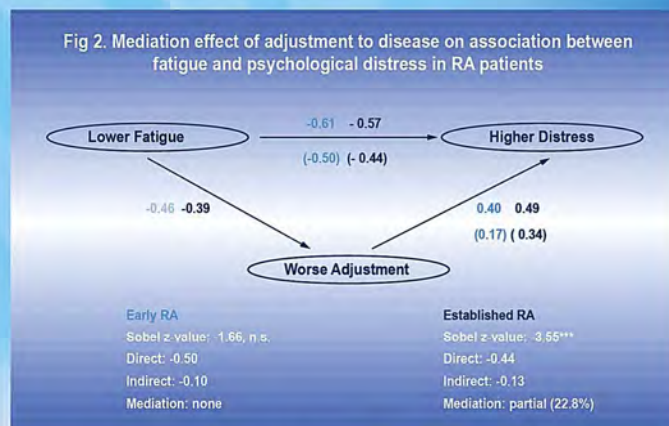 Fig 2. Mediation effect of adjustment to disease on association between
fatigue and psychological distress in RA patients
-0.61 - 0.57
Lower Fatigue
Higher Distress
(-0.50) (- 0.44)
-0.46 -0.39
0.40 0.49
(0.17) ( 0.34)
Worse Adjustment
Early RA
Sobel z-value: -1.66, n.s.
Direct: -0.50
Indirect: -0.10
Mediation: none
Established RA
Sobel z-value: -3.55***
Direct: -0.44
Indirect: -0.13
Mediation: partial (22.8%)